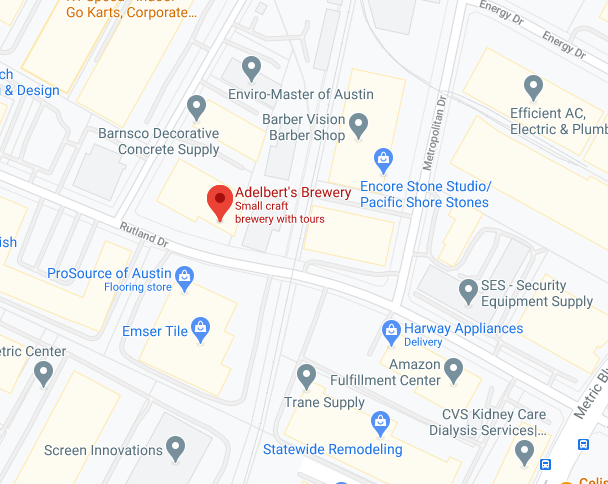 Go Karts, Corporate...
Energy Dr
Energy Dr
& Design
Enviro-Master of Austin
Efficient AC,
Electric & Plumb
Barnsco Decorative
Concrete Supply
Barber Vision
Barber Shop
Metropolitan Dr
Encore Stone Studio/
Pacific Shore Stones
Adelbert's Brewery
Small craft
brewery with tours
Rutland Dr
ProSource of Austin
Flooring store
SES - Security
Equipment Supply
Emser Tile
Harway Appliances
Delivery
Amazon
Fulfillment Center
Metric Bl
Center
Trane Supply
CVS Kidney Care
Dialysis Services|...
Statewide Remodeling
Screen Innovations